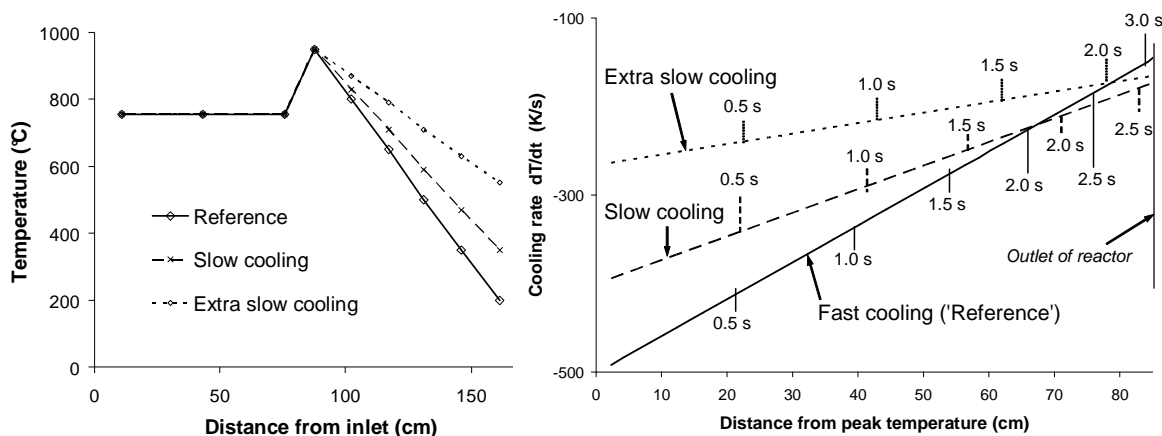 1000
800
600
400
200
0
0
50
100
150
Temperature (°C)
Distance from inlet (cm)
Reference
Slow cooling
Extra slow cooling
-100
-300
-500
0
10
20
30
40
50
60
70
80
Cooling rate dT/dt (K/s)
Distance from peak temperature (cm)
3.0 s
2.0 s
1.5 s
1.0 s
0.5 s
Extra slow cooling
2.5 s
2.0 s
1.5 s
1.0 s
0.5 s
Slow cooling
2.5 s
2.0 s
1.5 s
1.0 s
0.5 s
Outlet of reactor
Fast cooling ('Reference')